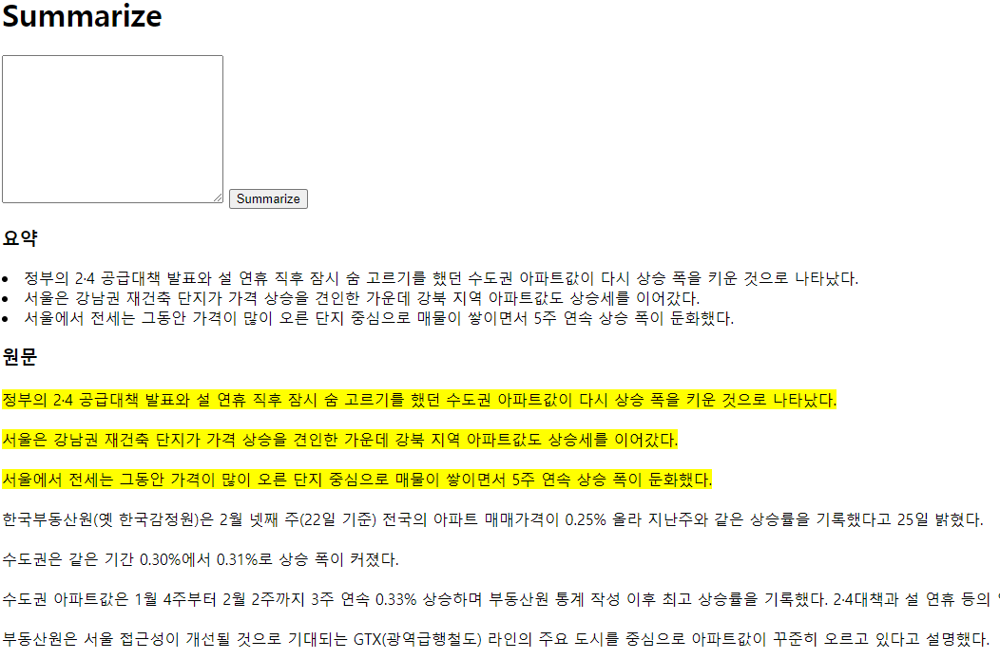 Summarize
Summarize
요약
정부의 2·4 공급대책 발표와 설 연휴 직후 잠시 숨 고르기를 했던 수도권 아파트값이 다시 상승 폭을 키운 것으로 나타났다.
서울은 강남권 재건축 단지가 가격 상승을 견인한 가운데 강북 지역 아파트값도 상승세를 이어갔다.
서울에서 전세는 그동안 가격이 많이 오른 단지 중심으로 매물이 쌓이면서 5주 연속 상승 폭이 둔화했다.
원문
정부의 2·4 공급대책 발표와 설 연휴 직후 잠시 숨 고르기를 했던 수도권 아파트값이 다시 상승 폭을 키운 것으로 나타났다.
서울은 강남권 재건축 단지가 가격 상승을 견인한 가운데 강북 지역 아파트값도 상승세를 이어갔다.
서울에서 전세는 그동안 가격이 많이 오른 단지 중심으로 매물이 쌓이면서 5주 연속 상승 폭이 둔화했다.
한국부동산원(옛 한국감정원)은 2월 넷째 주(22일 기준) 전국의 아파트 매매가격이 0.25% 올라 지난주와 같은 상승률을 기록했다고 25일 밝혔다.
수도권은 같은 기간 0.30%에서 0.31%로 상승 폭이 커졌다.
수도권 아파트값은 1월 4주부터 2월 2주까지 3주 연속 0.33% 상승하며 부동산원 통계 작성 이후 최고 상승률을 기록했다. 2·4대책과 설 연휴 등의
부동산원은 서울 접근성이 개선될 것으로 기대되는 GTX(광역급행철도) 라인의 주요 도시를 중심으로 아파트값이 꾸준히 오르고 있다고 설명했다.